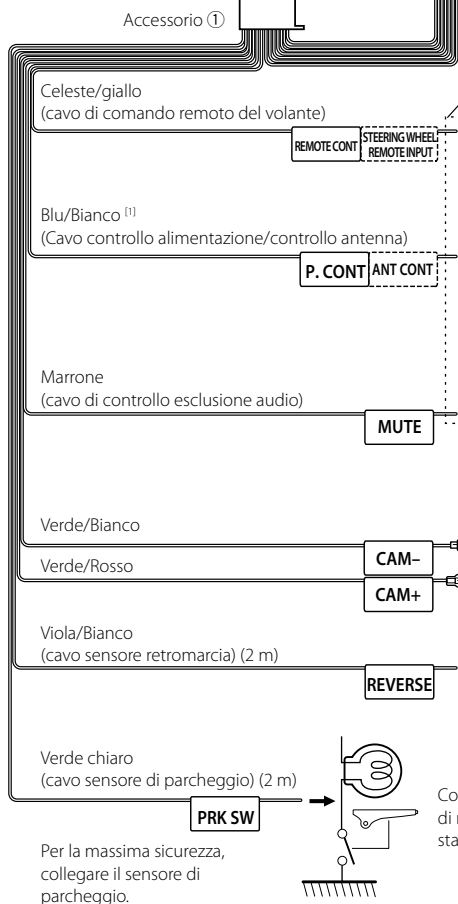 Accessorio ①
Celeste/giallo
(cavo di comando remoto del volante)
REMOTE CONT
STEERING WHEEL
REMOTE INPUT
Blu/Bianco [1]
(Cavo controllo alimentazione/controllo antenna)
P. CONT
ANT CONT
Marrone
(cavo di controllo esclusione audio)
MUTE
Verde/Bianco
CAM–
Verde/Rosso
CAM+
Viola/Bianco
(cavo sensore retromarcia) (2 m)
REVERSE
Verde chiaro
(cavo sensore di parcheggio) (2 m)
PRK SW
Per la massima sicurezza,
collegare il sensore di
parcheggio.